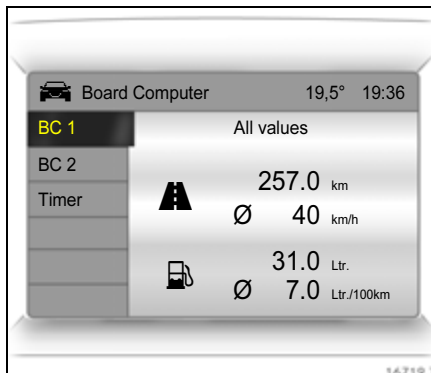 Board Computer 19,5° 19:36
BC 1 All values
BC 2
257.0 km
Timer
Ø 40 km/h
31.0 Ltr.
Ø 7.0 Ltr./100km